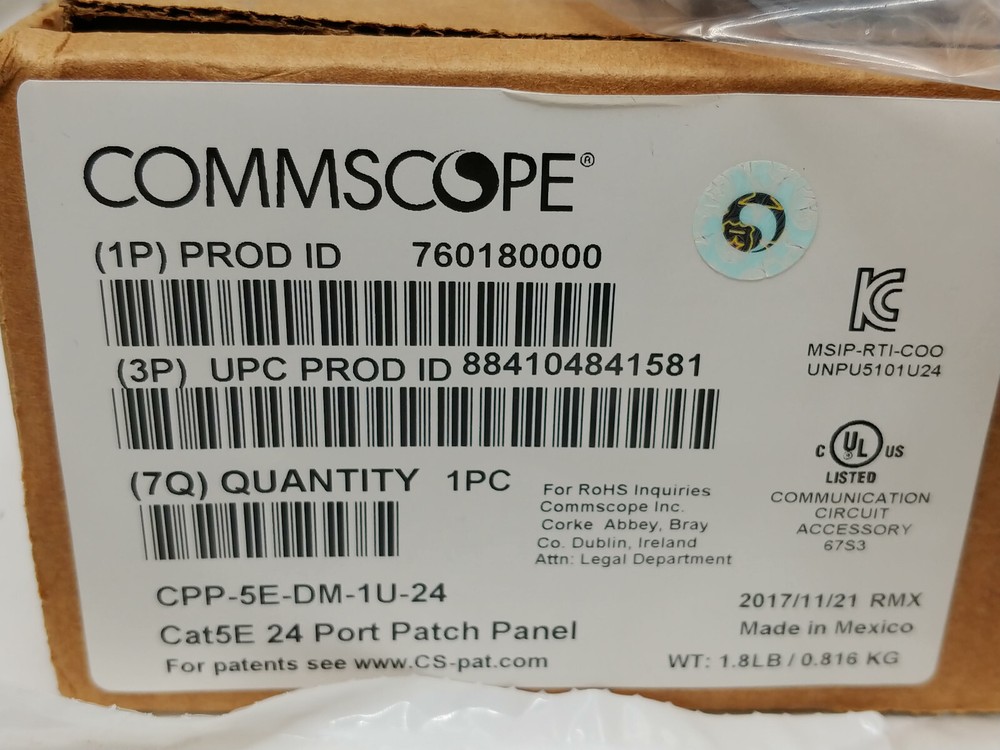 COMMSCOPE®
(1P) PROD ID 760180000
(3P) UPC PROD ID 884104841581
(7Q) QUANTITY 1PC
For RoHS Inquiries
Commscope Inc.
Corke Abbey, Bray
Co. Dublin, Ireland
Attn: Legal Department
CPP-5E-DM-1U-24
Cat5E 24 Port Patch Panel
For patents see www.CS-pat.com
MSIP-RTI-COO
UNPU5101U24
C UL US
LISTED
COMMUNICATION
CIRCUIT
ACCESSORY
67S3
2017/11/21 RMX
Made in Mexico
WT: 1.8LB / 0.816 KG